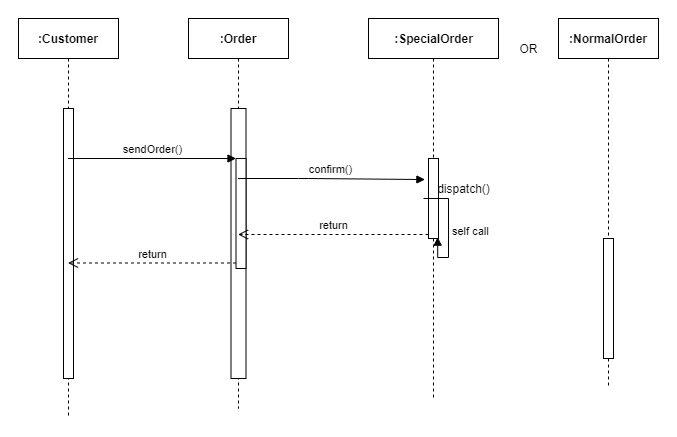 :Customer
:Order
:SpecialOrder
OR
:NormalOrder
sendOrder()
confirm()
dispatch()
return
self call
return